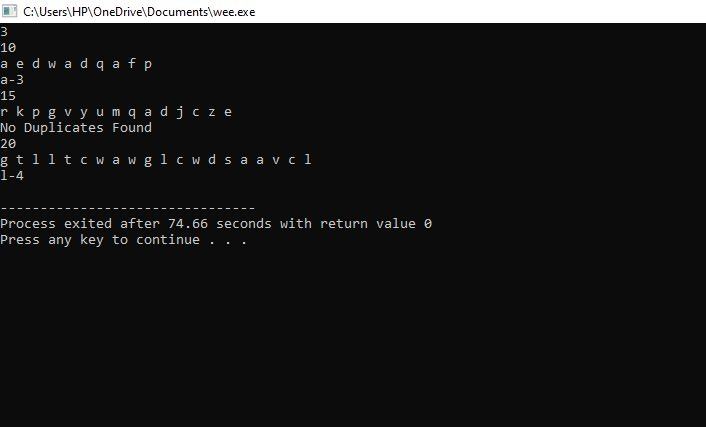 C:\Users\HP\OneDrive\Documents\wee.exe
3
10
a e d w a d q a f p
a-3
15
r k p g v y u m q a d j c z e
No Duplicates Found
20
g t l l t c w a w g l c w d s a a v c l
l-4
--------------------------------
Process exited after 74.66 seconds with return value 0
Press any key to continue . . .